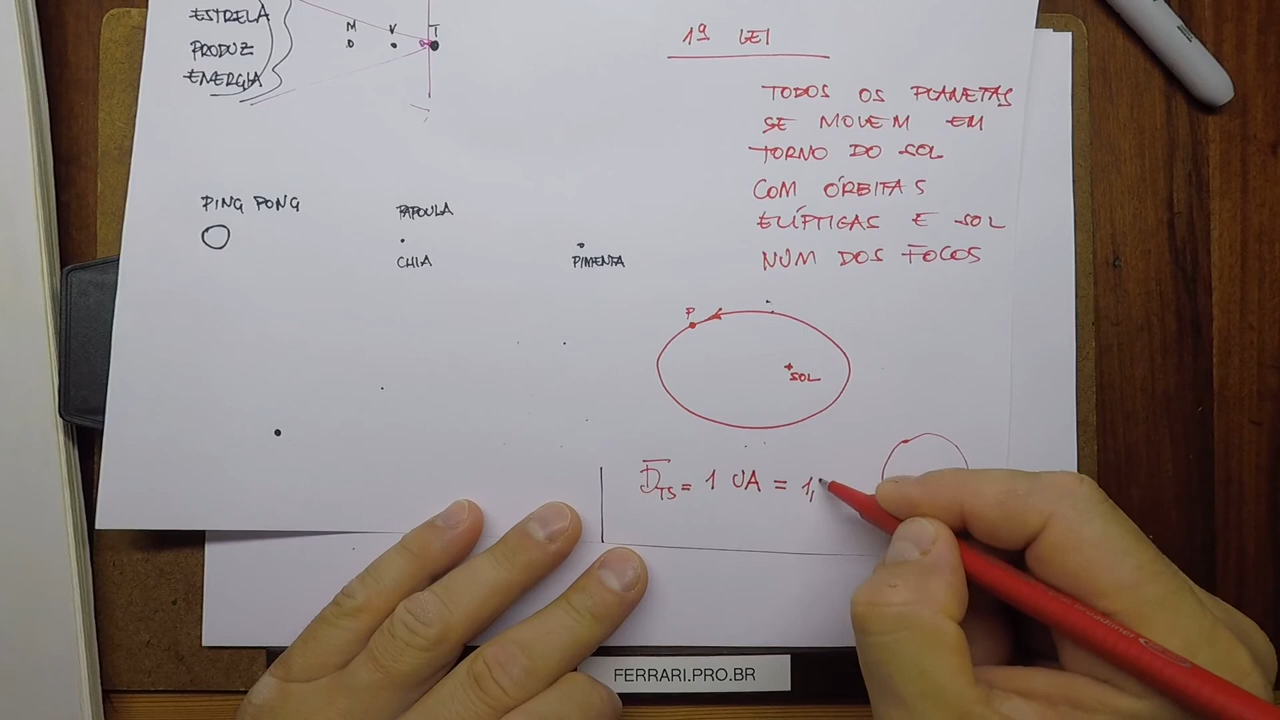 ESTRELA
PRODUZ
ENERGIA
M V T
1ª LEI
TODOS OS PLANETAS
SE MOVEM EM
TORNO DO SOL
COM ÓRBITAS
ELÍPTICAS E SOL
NUM DOS FOCOS
PING PONG
PAPOULA
CHIA
PIMENTA
P
SOL
D̅TS = 1 UA = 1,
FERRARI.PRO.BR